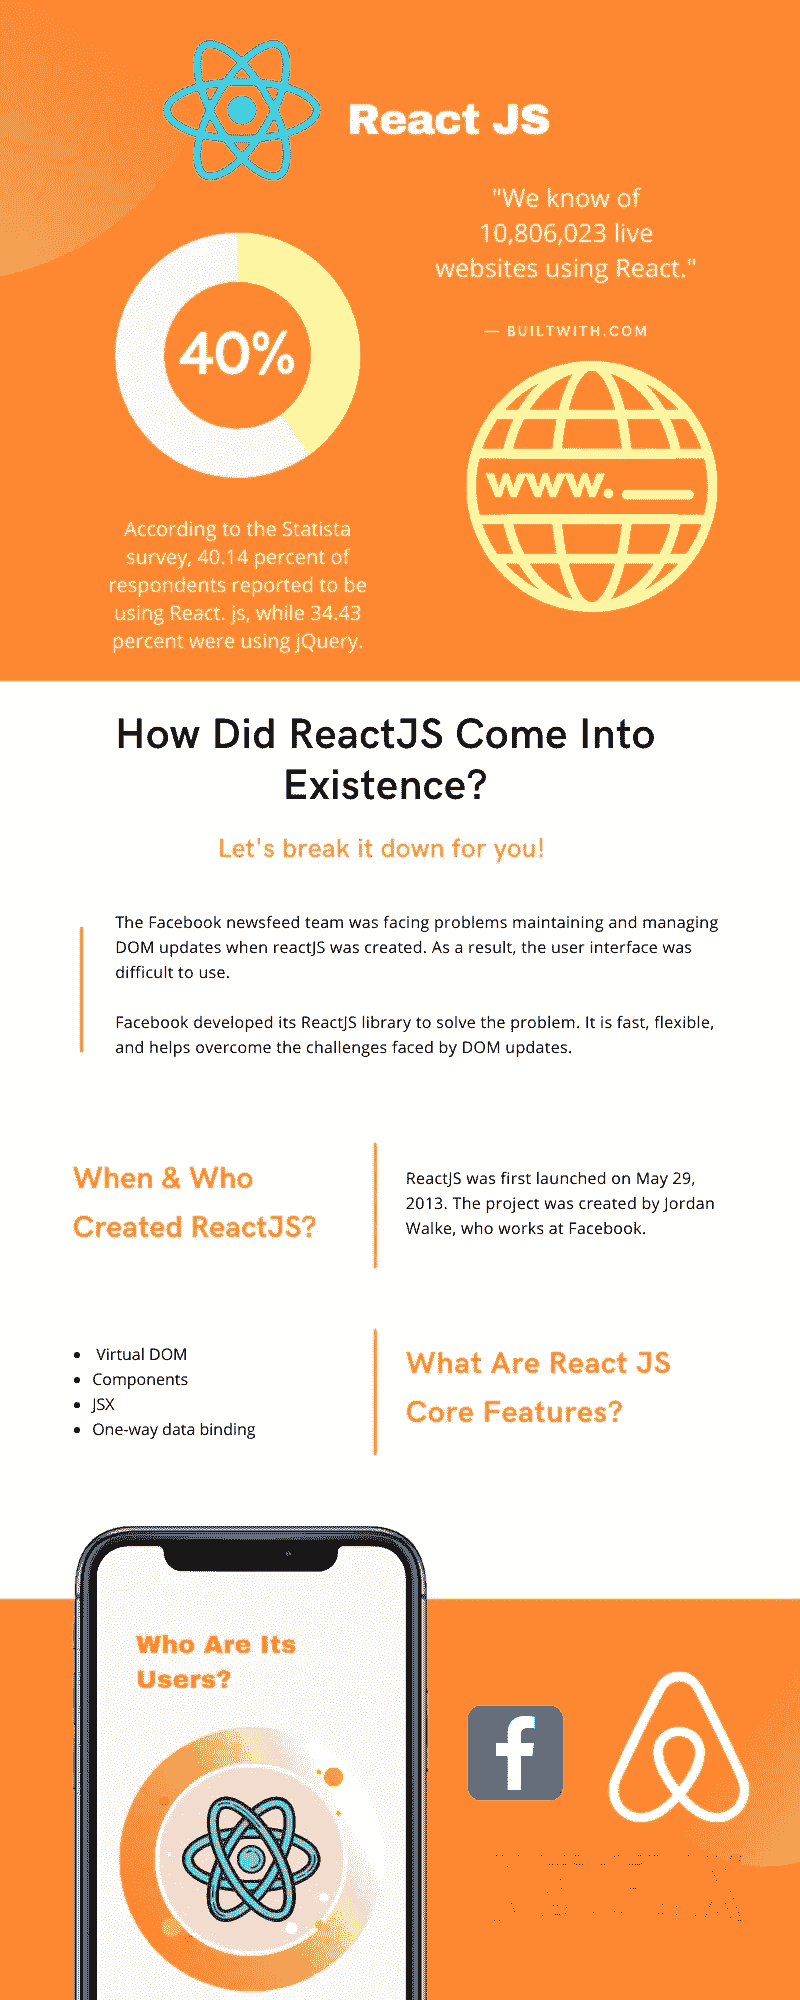 React JS
"We know of
10,806,023 live
websites using React."
— BUILTWITH.COM
40%
www.
According to the Statista
survey, 40.14 percent of
respondents reported to be
using React. js, while 34.43
percent were using jQuery.
How Did ReactJS Come Into
Existence?
Let's break it down for you!
The Facebook newsfeed team was facing problems maintaining and managing
DOM updates when reactJS was created. As a result, the user interface was
difficult to use.
Facebook developed its ReactJS library to solve the problem. It is fast, flexible,
and helps overcome the challenges faced by DOM updates.
When & Who
Created ReactJS?
ReactJS was first launched on May 29,
2013. The project was created by Jordan
Walke, who works at Facebook.
• Virtual DOM
• Components
• JSX
• One-way data binding
What Are React JS
Core Features?
Who Are Its
Users?
f